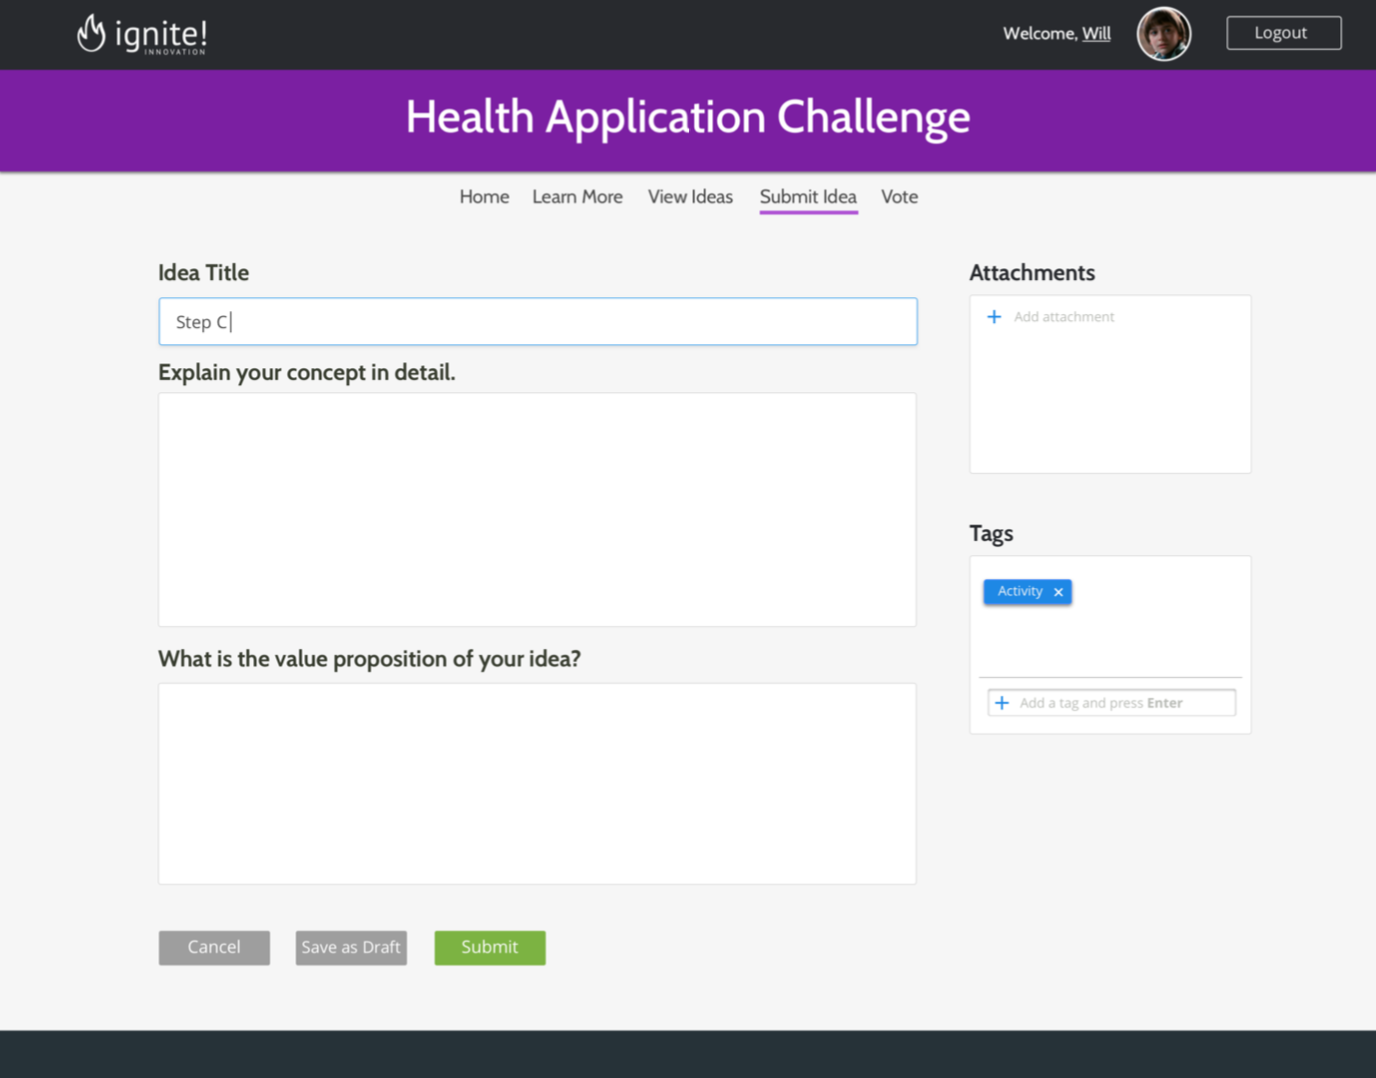 ignite!
INNOVATION
Welcome, Will
Logout
Health Application Challenge
Home Learn More View Ideas Submit Idea Vote
Idea Title
Step C
Explain your concept in detail.
What is the value proposition of your idea?
Cancel Save as Draft Submit
Attachments
+ Add attachment
Tags
Activity ×
+ Add a tag and press Enter